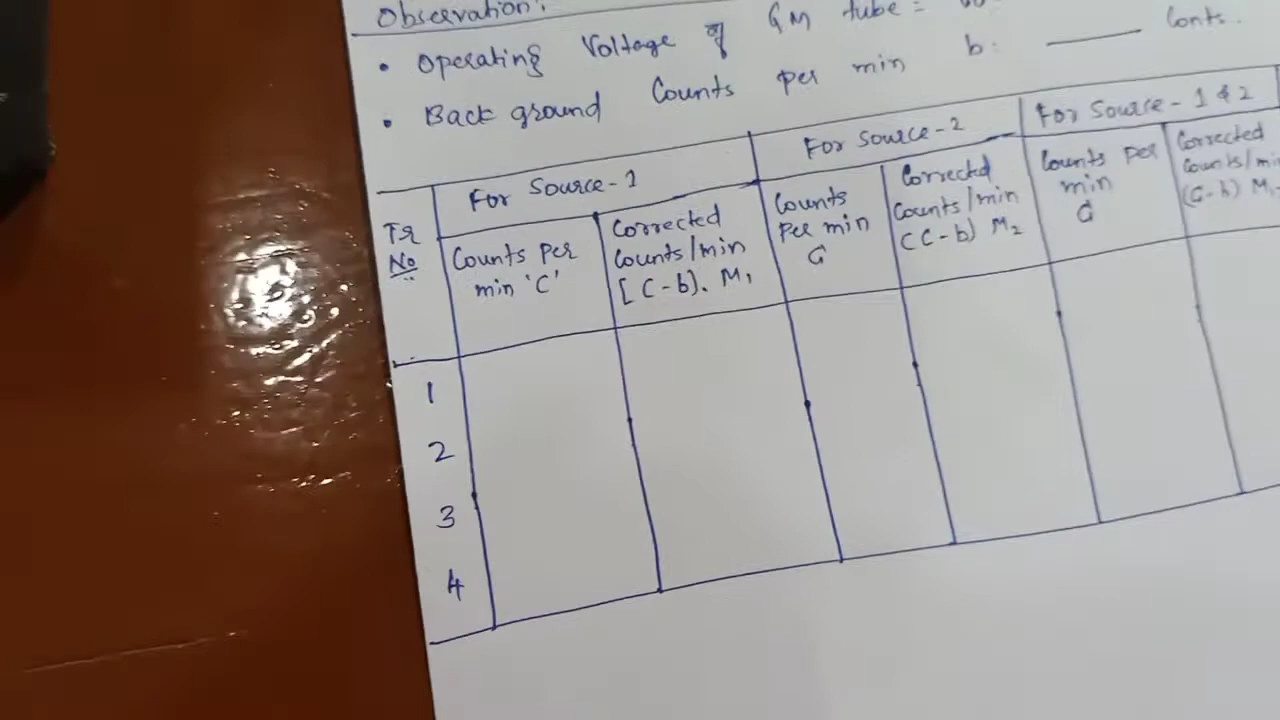 Observation:
• Operating Voltage of GM tube =
• Back ground Counts per min b: ______ Conts.
For Source-1 For Source-2 For Source-1 & 2
Tr
No
Counts Per
min 'C'
Corrected
Counts/min
[C-b). M1
Counts
Per min
C
Corrected
Counts/min
(C-b) M2
Counts Per
min
C
Corrected
Counts/min
(C-b) M1
1
2
3
4